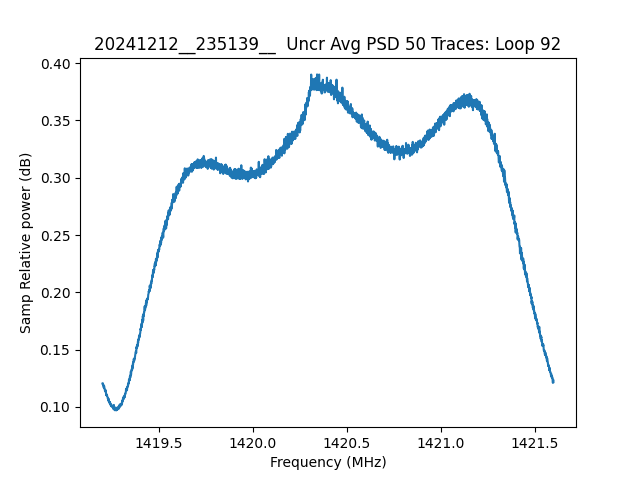 20241212__235139__  Uncr Avg PSD 50 Traces: Loop 92
Samp Relative power (dB)
0.40
0.35
0.30
0.25
0.20
0.15
0.10
1419.5 1420.0 1420.5 1421.0 1421.5
Frequency (MHz)